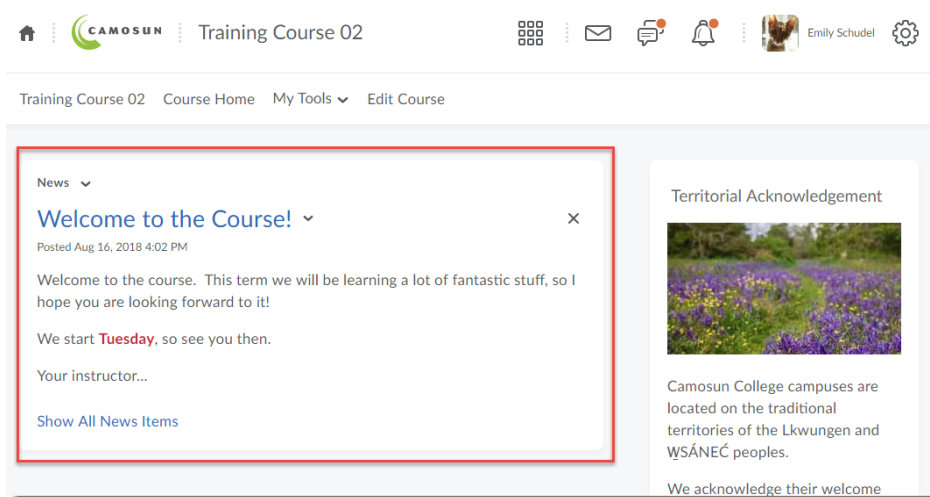 CAMOSUN
Training Course 02
Emily Schudel
Training Course 02 Course Home My Tools Edit Course
News
Welcome to the Course!
Posted Aug 16, 2018 4:02 PM
Welcome to the course. This term we will be learning a lot of fantastic stuff, so I
hope you are looking forward to it!
We start Tuesday, so see you then.
Your instructor...
Show All News Items
Territorial Acknowledgement
Camosun College campuses are
located on the traditional
territories of the Lkwungen and
W̱SÁNEĆ peoples.
We acknowledge their welcome